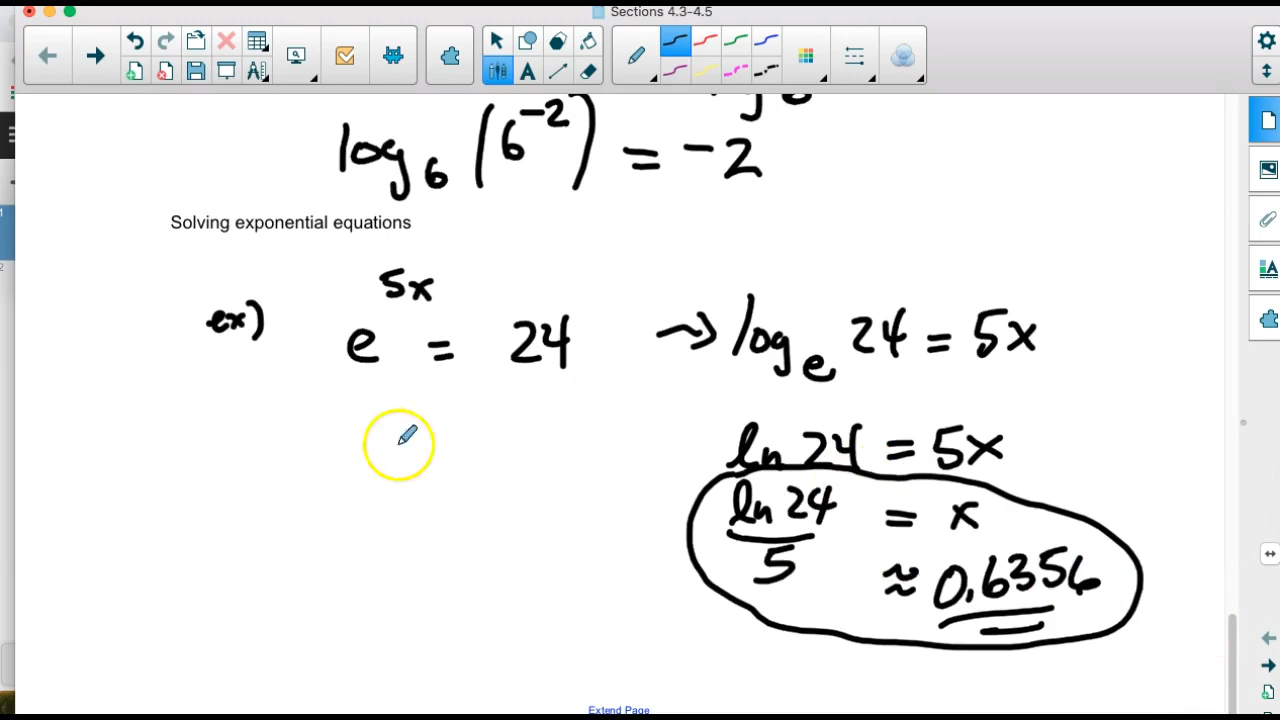 Sections 4.3-4.5
log₆ (6⁻²) = -2
Solving exponential equations
ex) e⁵ˣ = 24 ⇝ logₑ 24 = 5x
ln 24 = 5x
ln 24 / 5 = x
≈ 0.6356
Extend Page